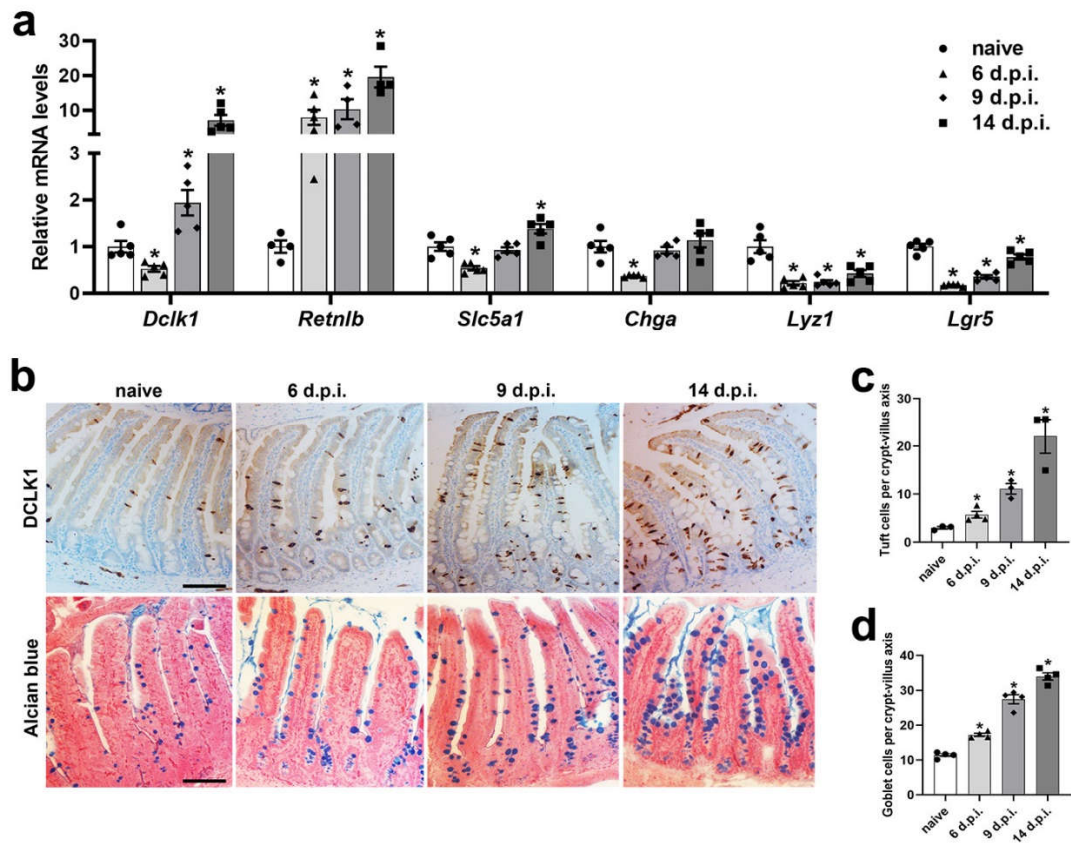 a
Relative mRNA levels
30
20
10
3
2
1
0
* * * * * * * * * * * * * * *
Dclk1 Retnlb Slc5a1 Chga Lyz1 Lgr5
naive
6 d.p.i.
9 d.p.i.
14 d.p.i.
b
naive 6 d.p.i. 9 d.p.i. 14 d.p.i.
DCLK1
Alcian blue
c
Tuft cells per crypt-villus axis
30
20
10
0
* * *
naive 6 d.p.i. 9 d.p.i. 14 d.p.i.
d
Goblet cells per crypt-villus axis
40
30
20
10
0
* * *
naive 6 d.p.i. 9 d.p.i. 14 d.p.i.